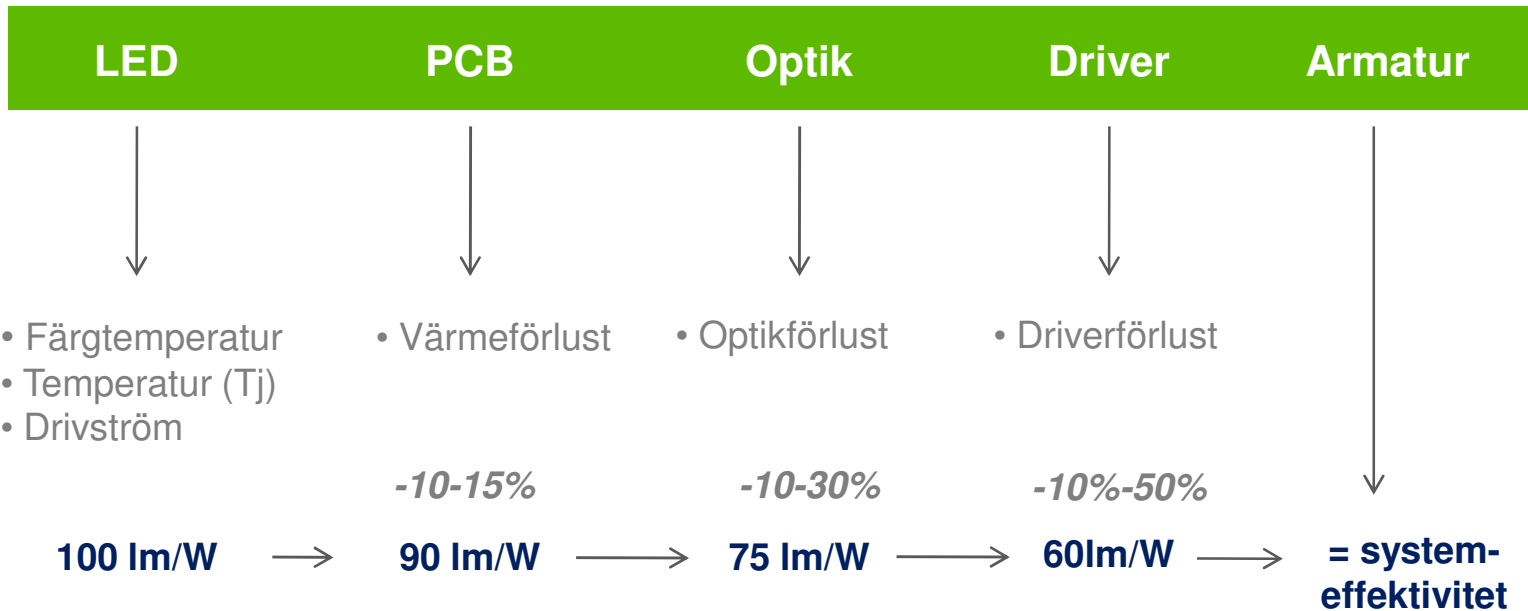 LED PCB Optik Driver Armatur
• Färgtemperatur
• Temperatur (Tj)
• Drivström
• Värmeförlust
• Optikförlust
• Driverförlust
-10-15% -10-30% -10%-50%
100 lm/W 90 lm/W 75 lm/W 60lm/W = system-
effektivitet